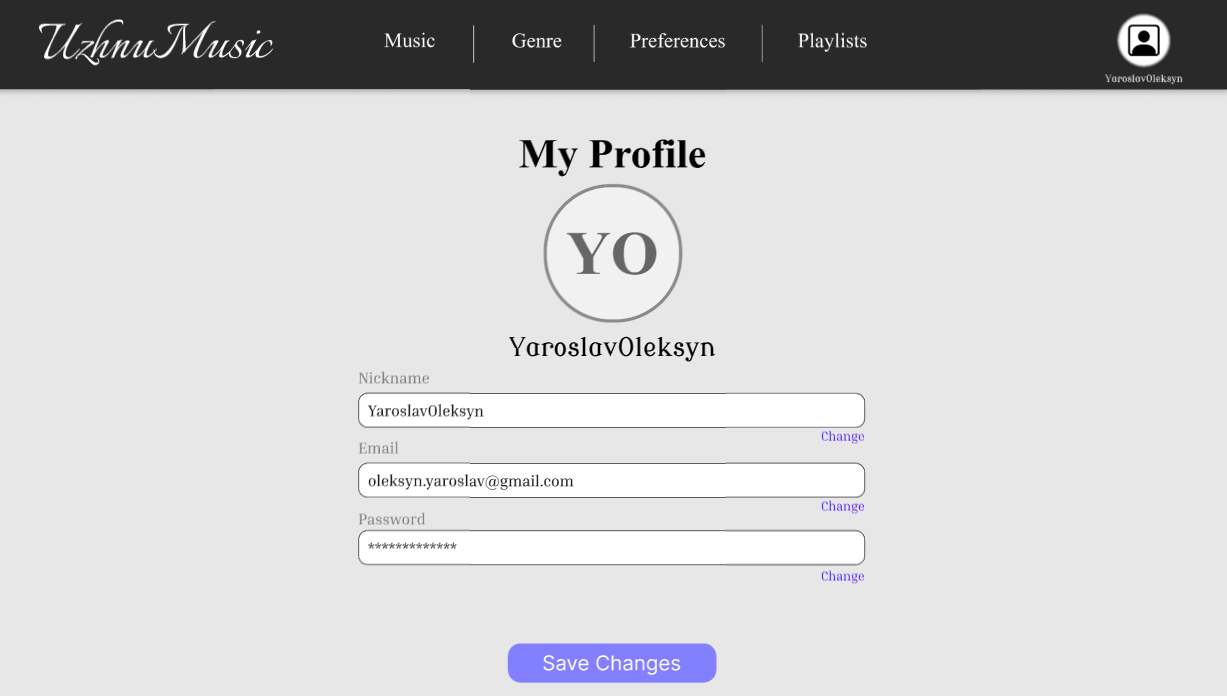 UzhnuMusic
Music
Genre
Preferences
Playlists
YaroslavOleksyn
My Profile
YO
YaroslavOleksyn
Nickname
YaroslavOleksyn
Change
Email
oleksyn.yaroslav@gmail.com
Change
Password
*************
Change
Save Changes